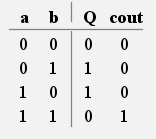 a b Q cout
0 0 0 0
0 1 1 0
1 0 1 0
1 1 0 1